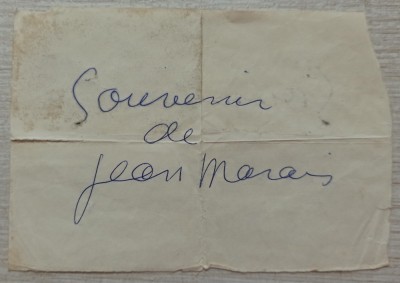 Souvenir
de
Jean Marais